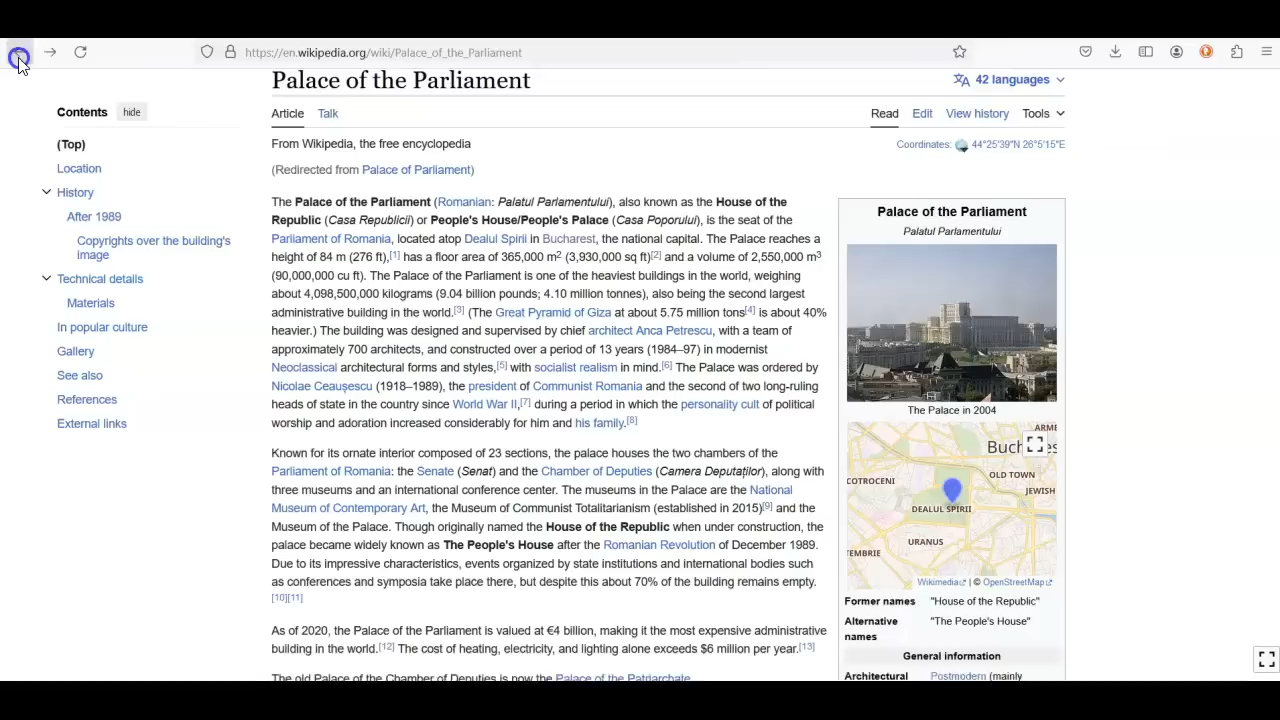 https://en.wikipedia.org/wiki/Palace_of_the_Parliament
Palace of the Parliament
42 languages
Contents hide
(Top)
Location
History
After 1989
Copyrights over the building's
image
Technical details
Materials
In popular culture
Gallery
See also
References
External links
Article Talk
Read Edit View history Tools
From Wikipedia, the free encyclopedia
Coordinates: 44°25′39″N 26°5′15″E
(Redirected from Palace of Parliament)
The Palace of the Parliament (Romanian: Palatul Parlamentului), also known as the House of the
Republic (Casa Republicii) or People's House/People's Palace (Casa Poporului), is the seat of the
Parliament of Romania, located atop Dealul Spirii in Bucharest, the national capital. The Palace reaches a
height of 84 m (276 ft),[1] has a floor area of 365,000 m2 (3,930,000 sq ft)[2] and a volume of 2,550,000 m3
(90,000,000 cu ft). The Palace of the Parliament is one of the heaviest buildings in the world, weighing
about 4,098,500,000 kilograms (9.04 billion pounds; 4.10 million tonnes), also being the second largest
administrative building in the world.[3] (The Great Pyramid of Giza at about 5.75 million tons[4] is about 40%
heavier.) The building was designed and supervised by chief architect Anca Petrescu, with a team of
approximately 700 architects, and constructed over a period of 13 years (1984–97) in modernist
Neoclassical architectural forms and styles,[5] with socialist realism in mind.[6] The Palace was ordered by
Nicolae Ceaușescu (1918–1989), the president of Communist Romania and the second of two long-ruling
heads of state in the country since World War II,[7] during a period in which the personality cult of political
worship and adoration increased considerably for him and his family.[8]
Known for its ornate interior composed of 23 sections, the palace houses the two chambers of the
Parliament of Romania: the Senate (Senat) and the Chamber of Deputies (Camera Deputaților), along with
three museums and an international conference center. The museums in the Palace are the National
Museum of Contemporary Art, the Museum of Communist Totalitarianism (established in 2015)[9] and the
Museum of the Palace. Though originally named the House of the Republic when under construction, the
palace became widely known as The People's House after the Romanian Revolution of December 1989.
Due to its impressive characteristics, events organized by state institutions and international bodies such
as conferences and symposia take place there, but despite this about 70% of the building remains empty.
[10][11]
As of 2020, the Palace of the Parliament is valued at €4 billion, making it the most expensive administrative
building in the world.[12] The cost of heating, electricity, and lighting alone exceeds $6 million per year.[13]
The old Palace of the Chamber of Deputies is now the Palace of the Patriarchate.
Palace of the Parliament
Palatul Parlamentului
The Palace in 2004
ARME
Buch es
COTROCENI
OLD TOWN
JEWISH
DEALUL SPIRII
URANUS
TEMBRIE
Wikimedia | © OpenStreetMap
Former names "House of the Republic"
Alternative "The People's House"
names
General information
Architectural Postmodern (mainly